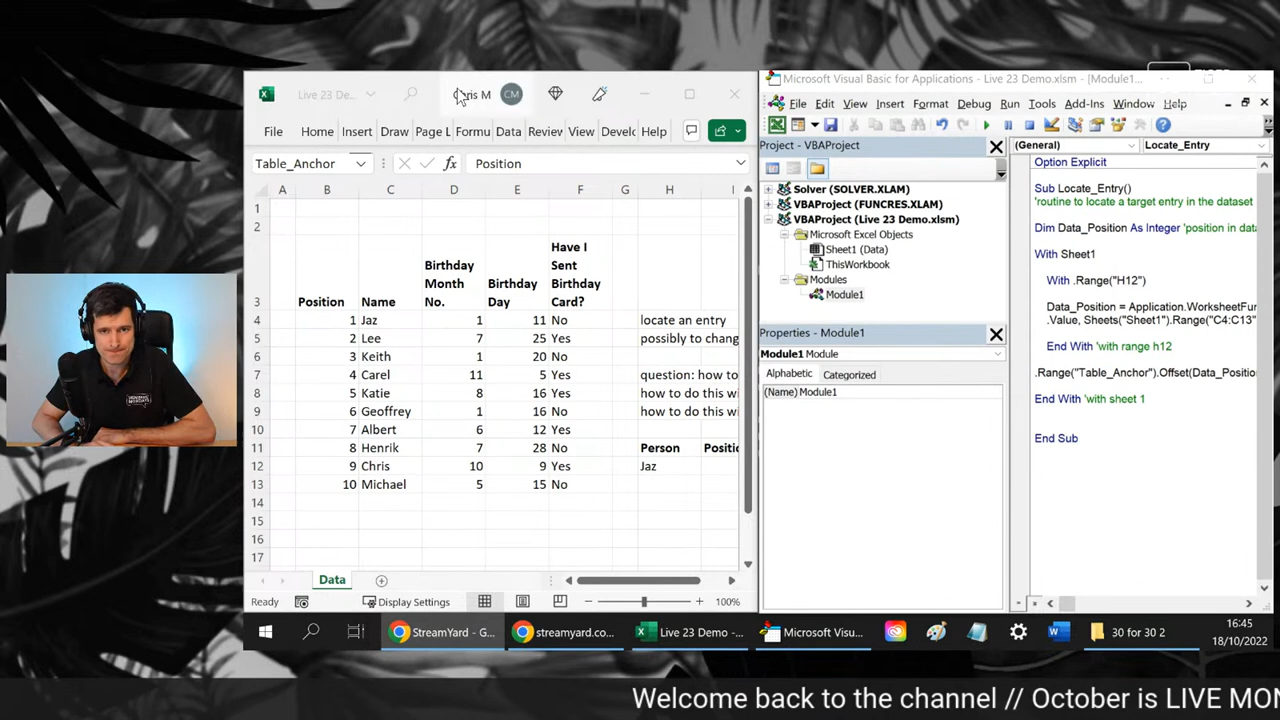 Live 23 De...
Chris M
CM
File Home Insert Draw Page L Formu Data Review View Develo Help
Table_Anchor
fx
Position
A B C D E F G H I
1
2
3 Position Name Birthday Month No. Birthday Day Have I Sent Birthday Card?
4 1 Jaz 1 11 No locate an entry
5 2 Lee 7 25 Yes possibly to chang
6 3 Keith 1 20 No
7 4 Carel 11 5 Yes question: how to
8 5 Katie 8 16 Yes how to do this wi
9 6 Geoffrey 1 16 No how to do this wi
10 7 Albert 6 12 Yes
11 8 Henrik 7 28 No Person Positio
12 9 Chris 10 9 Yes Jaz
13 10 Michael 5 15 No
14
15
16
17
Data
Ready
Display Settings
100%
Microsoft Visual Basic for Applications - Live 23 Demo.xlsm - [Module1...
File Edit View Insert Format Debug Run Tools Add-Ins Window Help
Project - VBAProject
Solver (SOLVER.XLAM)
VBAProject (FUNCRES.XLAM)
VBAProject (Live 23 Demo.xlsm)
Microsoft Excel Objects
Sheet1 (Data)
ThisWorkbook
Modules
Module1
Properties - Module1
Module1 Module
Alphabetic Categorized
(Name) Module1
(General) Locate_Entry
Option Explicit
Sub Locate_Entry()
'routine to locate a target entry in the dataset
Dim Data_Position As Integer 'position in data
With Sheet1
With .Range("H12")
Data_Position = Application.WorksheetFun
.Value, Sheets("Sheet1").Range("C4:C13"
End With 'with range h12
.Range("Table_Anchor").Offset(Data_Positio
End With 'with sheet 1
End Sub
StreamYard - G... streamyard.co... Live 23 Demo -... Microsoft Visu... 30 for 30 2
16:45
18/10/2022
Welcome back to the channel // October is LIVE MON